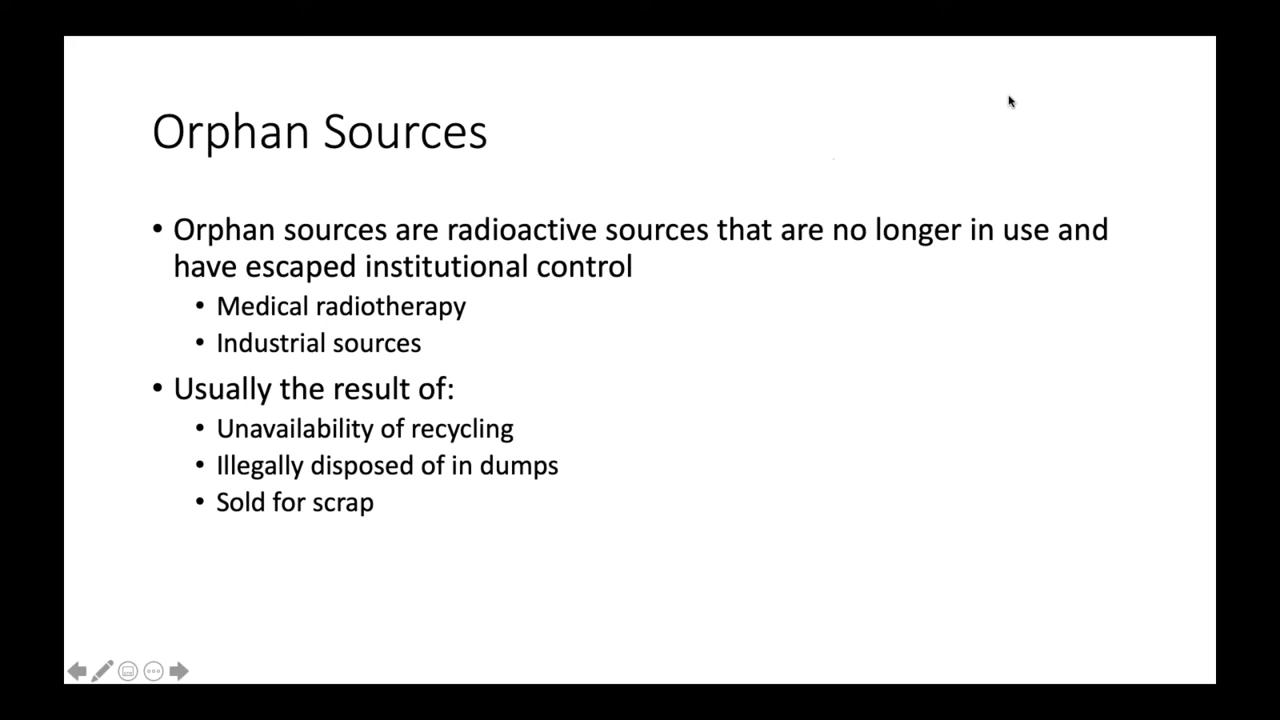 Orphan Sources
• Orphan sources are radioactive sources that are no longer in use and
have escaped institutional control
• Medical radiotherapy
• Industrial sources
• Usually the result of:
• Unavailability of recycling
• Illegally disposed of in dumps
• Sold for scrap